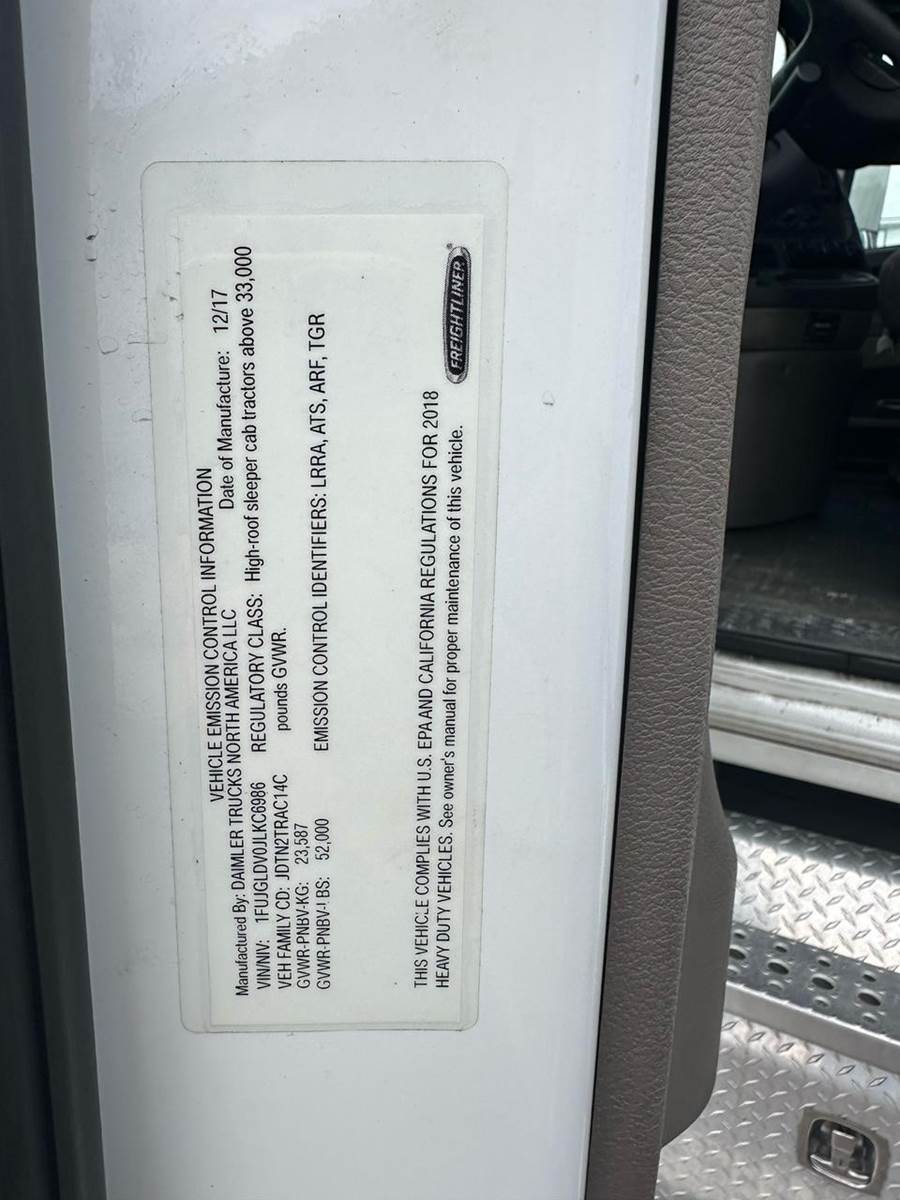 VEHICLE EMISSION CONTROL INFORMATION
Manufactured By: DAIMLER TRUCKS NORTH AMERICA LLC Date of Manufacture: 12/17
VIN/NIV: 1FUJGLDV0JLKC6986 REGULATORY CLASS: High-roof sleeper cab tractors above 33,000
VEH FAMILY CD: JDTN2TRAC14C pounds GVWR.
GVWR-PNBV-KG: 23,587
GVWR-PNBV-LBS: 52,000 EMISSION CONTROL IDENTIFIERS: LRRA, ATS, ARF, TGR
THIS VEHICLE COMPLIES WITH U.S. EPA AND CALIFORNIA REGULATIONS FOR 2018
HEAVY DUTY VEHICLES. See owner's manual for proper maintenance of this vehicle.
FREIGHTLINER®